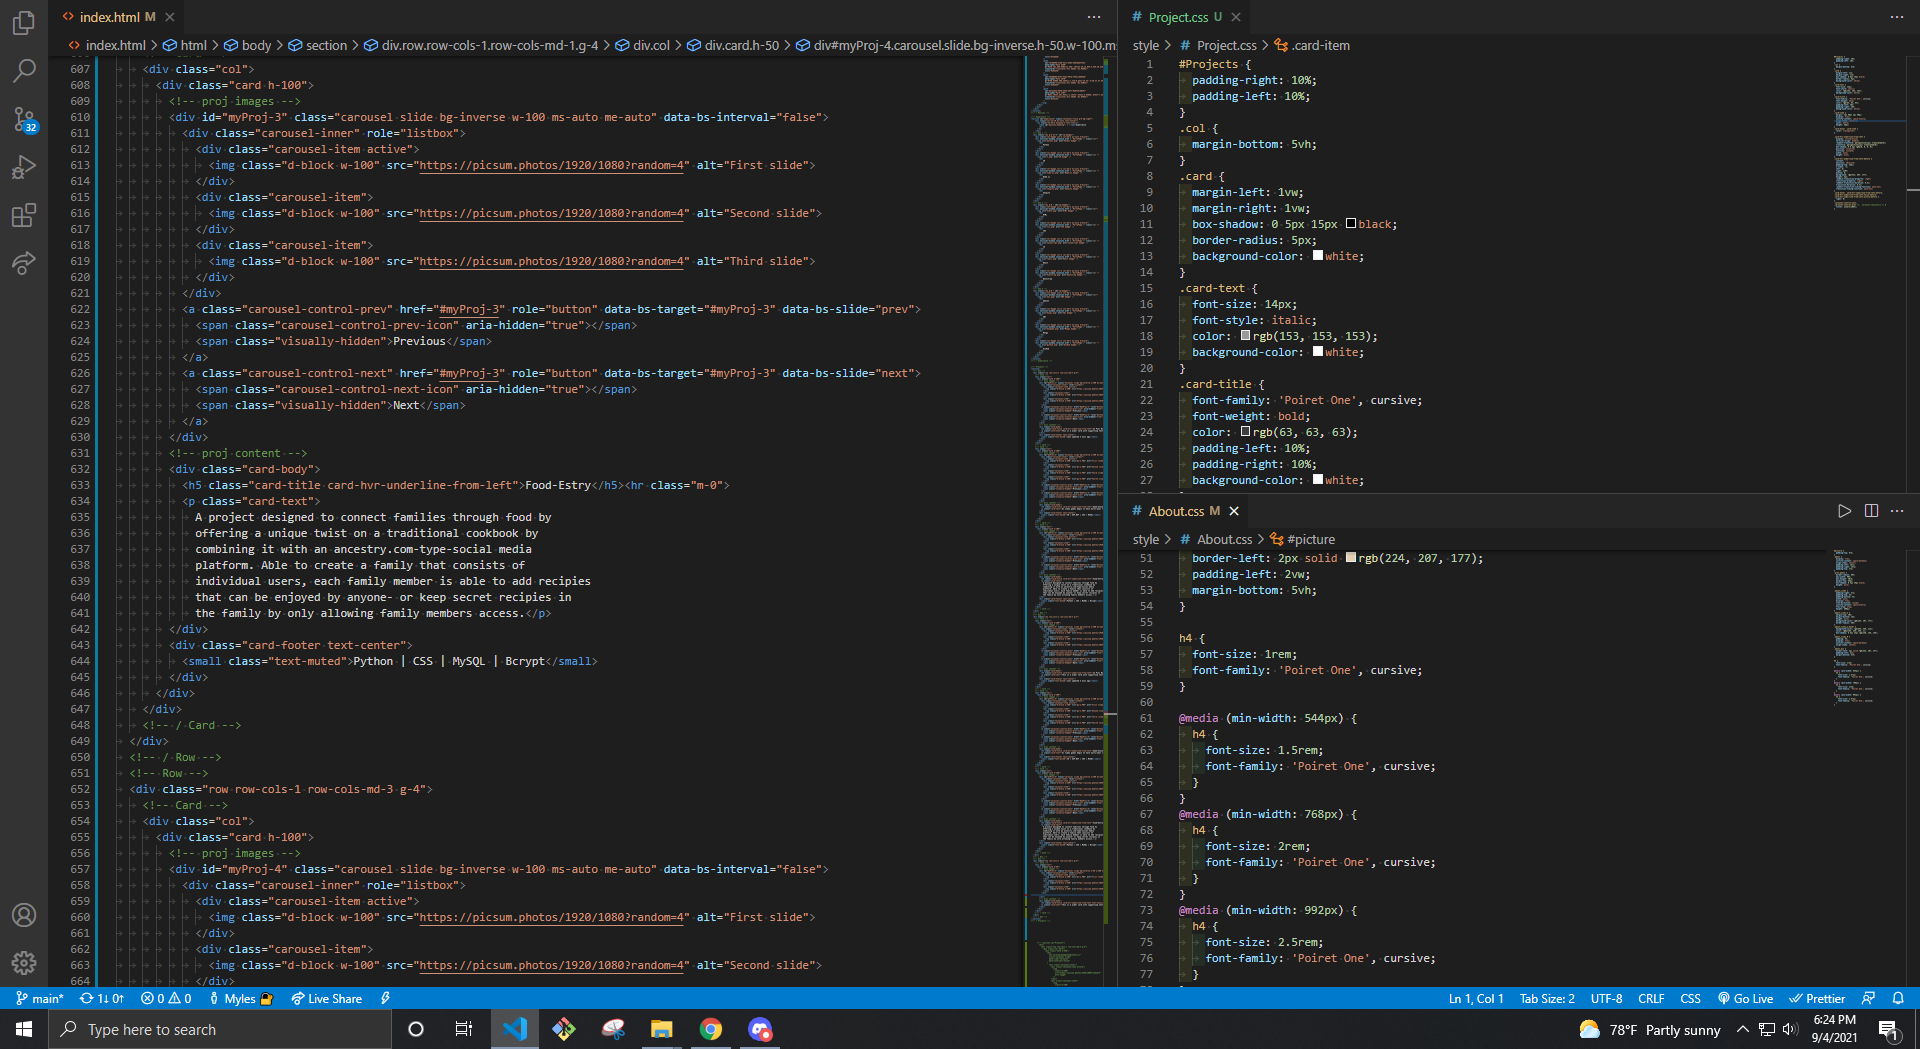 index.html M
index.html > html > body > section > div.row.row-cols-1.row-cols-md-1.g-4 > div.col > div.card.h-50 > div#myProj-4.carousel.slide.bg-inverse.h-50.w-100.ms
607 <div class="col">
608 <div class="card h-100">
609 <!-- proj images -->
610 <div id="myProj-3" class="carousel slide bg-inverse w-100 ms-auto me-auto" data-bs-interval="false">
611 <div class="carousel-inner" role="listbox">
612 <div class="carousel-item active">
613 <img class="d-block w-100" src="https://picsum.photos/1920/1080?random=4" alt="First slide">
614 </div>
615 <div class="carousel-item">
616 <img class="d-block w-100" src="https://picsum.photos/1920/1080?random=4" alt="Second slide">
617 </div>
618 <div class="carousel-item">
619 <img class="d-block w-100" src="https://picsum.photos/1920/1080?random=4" alt="Third slide">
620 </div>
621 </div>
622 <a class="carousel-control-prev" href="#myProj-3" role="button" data-bs-target="#myProj-3" data-bs-slide="prev">
623 <span class="carousel-control-prev-icon" aria-hidden="true"></span>
624 <span class="visually-hidden">Previous</span>
625 </a>
626 <a class="carousel-control-next" href="#myProj-3" role="button" data-bs-target="#myProj-3" data-bs-slide="next">
627 <span class="carousel-control-next-icon" aria-hidden="true"></span>
628 <span class="visually-hidden">Next</span>
629 </a>
630 </div>
631 <!-- proj content -->
632 <div class="card-body">
633 <h5 class="card-title card-hvr-underline-from-left">Food-Estry</h5><hr class="m-0">
634 <p class="card-text">
635 A project designed to connect families through food by
636 offering a unique twist on a traditional cookbook by
637 combining it with an ancestry.com-type-social media
638 platform. Able to create a family that consists of
639 individual users, each family member is able to add recipies
640 that can be enjoyed by anyone- or keep secret recipies in
641 the family by only allowing family members access.</p>
642 </div>
643 <div class="card-footer text-center">
644 <small class="text-muted">Python | CSS | MySQL | Bcrypt</small>
645 </div>
646 </div>
647 </div>
648 <!-- / Card -->
649 </div>
650 <!-- / Row -->
651 <!-- Row -->
652 <div class="row row-cols-1 row-cols-md-3 g-4">
653 <!-- Card -->
654 <div class="col">
655 <div class="card h-100">
656 <!-- proj images -->
657 <div id="myProj-4" class="carousel slide bg-inverse w-100 ms-auto me-auto" data-bs-interval="false">
658 <div class="carousel-inner" role="listbox">
659 <div class="carousel-item active">
660 <img class="d-block w-100" src="https://picsum.photos/1920/1080?random=4" alt="First slide">
661 </div>
662 <div class="carousel-item">
663 <img class="d-block w-100" src="https://picsum.photos/1920/1080?random=4" alt="Second slide">
664 </div>
# Project.css U
style > # Project.css > .card-item
1 #Projects {
2 padding-right: 10%;
3 padding-left: 10%;
4 }
5 .col {
6 margin-bottom: 5vh;
7 }
8 .card {
9 margin-left: 1vw;
10 margin-right: 1vw;
11 box-shadow: 0 5px 15px black;
12 border-radius: 5px;
13 background-color: white;
14 }
15 .card-text {
16 font-size: 14px;
17 font-style: italic;
18 color: rgb(153, 153, 153);
19 background-color: white;
20 }
21 .card-title {
22 font-family: 'Poiret One', cursive;
23 font-weight: bold;
24 color: rgb(63, 63, 63);
25 padding-left: 10%;
26 padding-right: 10%;
27 background-color: white;
# About.css M
style > # About.css > #picture
51 border-left: 2px solid rgb(224, 207, 177);
52 padding-left: 2vw;
53 margin-bottom: 5vh;
54 }
55
56 h4 {
57 font-size: 1rem;
58 font-family: 'Poiret One', cursive;
59 }
60
61 @media (min-width: 544px) {
62 h4 {
63 font-size: 1.5rem;
64 font-family: 'Poiret One', cursive;
65 }
66 }
67 @media (min-width: 768px) {
68 h4 {
69 font-size: 2rem;
70 font-family: 'Poiret One', cursive;
71 }
72 }
73 @media (min-width: 992px) {
74 h4 {
75 font-size: 2.5rem;
76 font-family: 'Poiret One', cursive;
77 }
32
main* 1↓ 0↑ 0 0 Myles Live Share
Ln 1, Col 1 Tab Size: 2 UTF-8 CRLF CSS Go Live Prettier
Type here to search
78°F Partly sunny
6:24 PM
9/4/2021
1